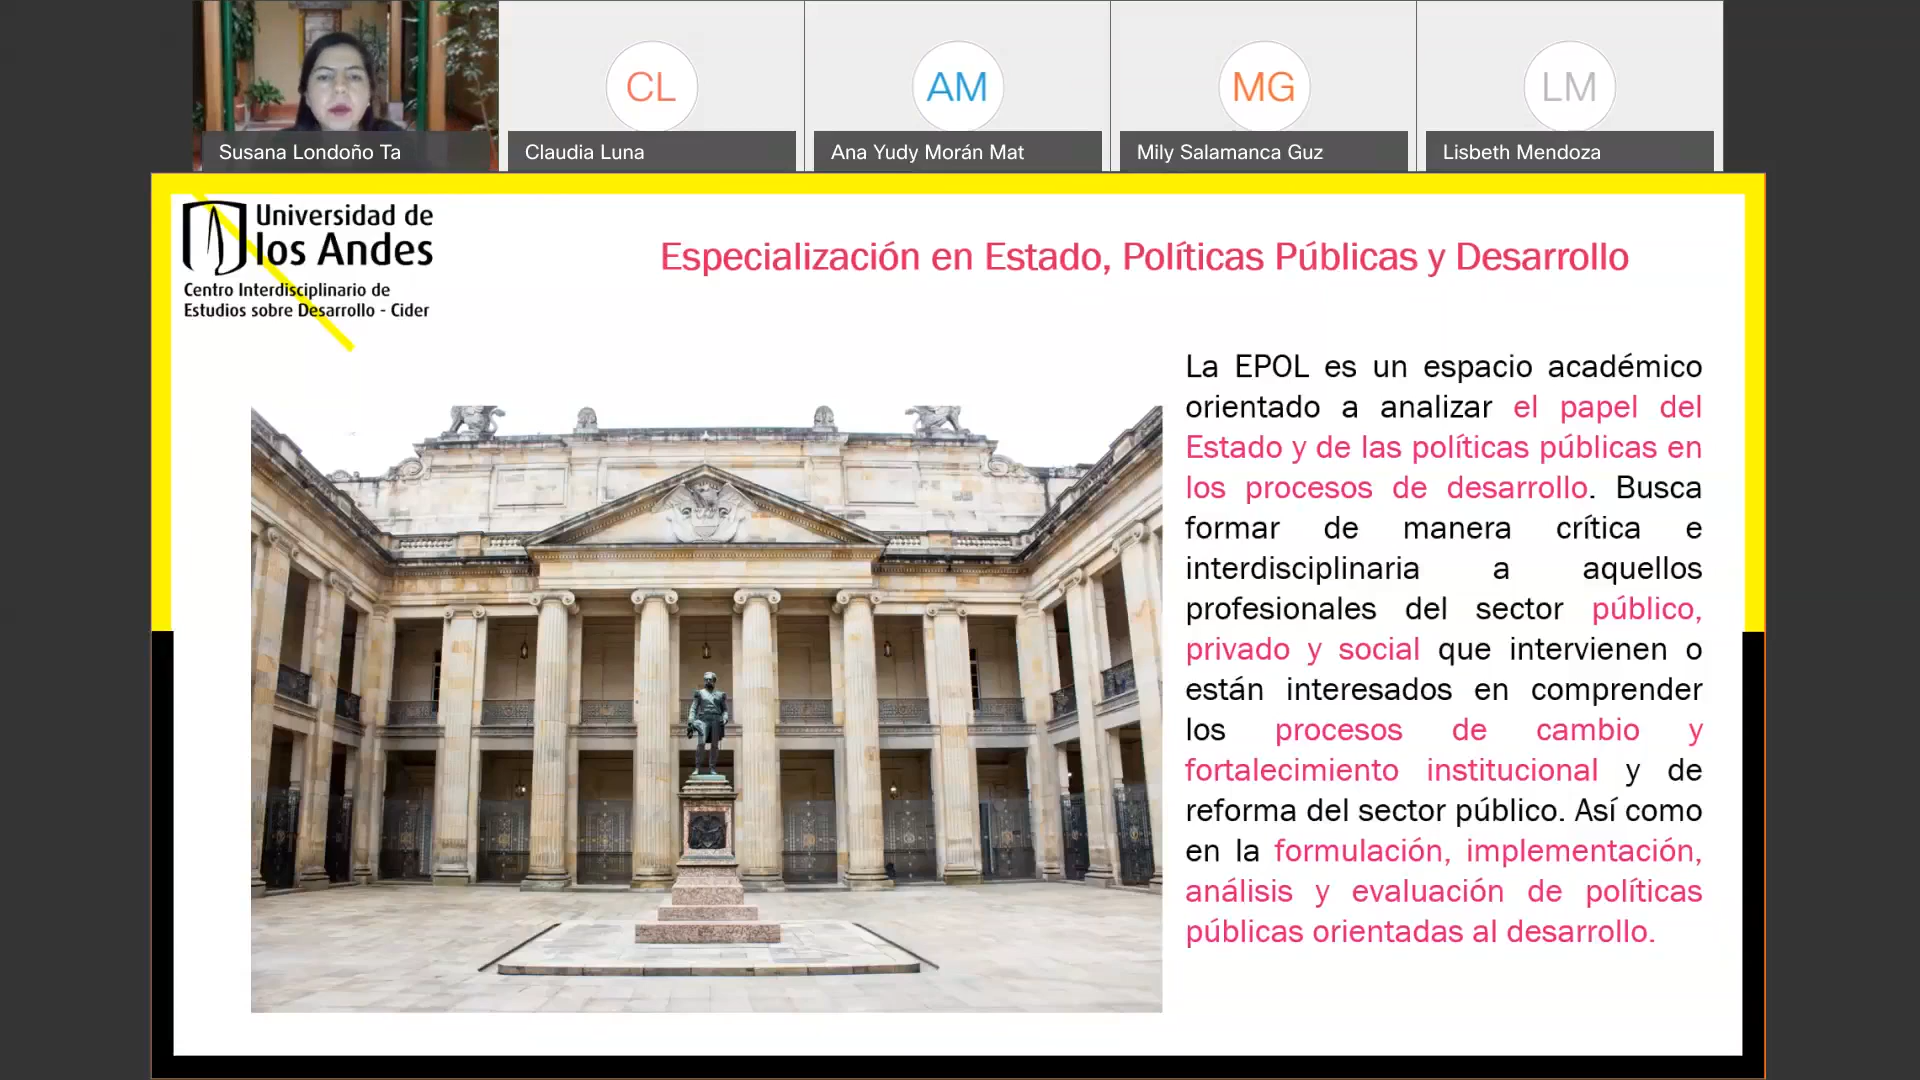 CL
AM
MG
LM
Susana Londoño Ta
Claudia Luna
Ana Yudy Morán Mat
Mily Salamanca Guz
Lisbeth Mendoza
Universidad de
los Andes
Centro Interdisciplinario de
Estudios sobre Desarrollo - Cider
Especialización en Estado, Políticas Públicas y Desarrollo
La EPOL es un espacio académico
orientado a analizar el papel del
Estado y de las políticas públicas en
los procesos de desarrollo. Busca
formar de manera crítica e
interdisciplinaria a aquellos
profesionales del sector público,
privado y social que intervienen o
están interesados en comprender
los procesos de cambio y
fortalecimiento institucional y de
reforma del sector público. Así como
en la formulación, implementación,
análisis y evaluación de políticas
públicas orientadas al desarrollo.